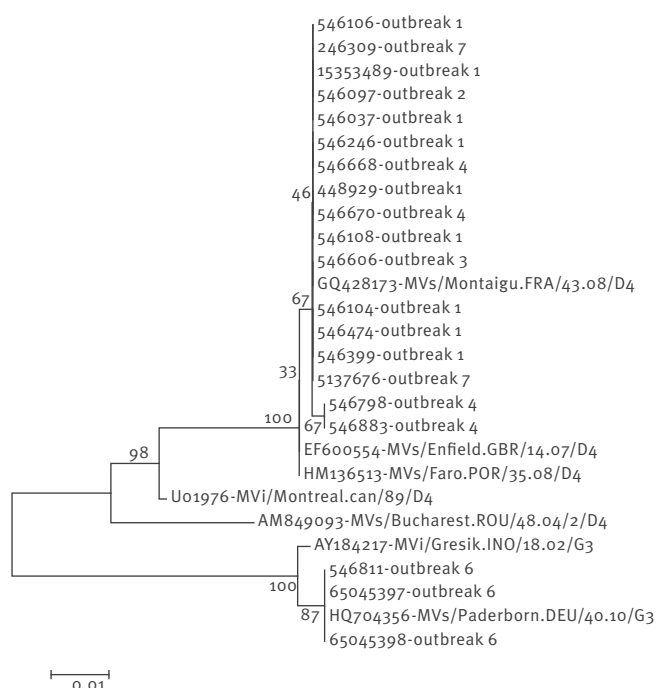 546106-outbreak 1
246309-outbreak 7
15353489-outbreak 1
546097-outbreak 2
546037-outbreak 1
546246-outbreak 1
546668-outbreak 4
46
448929-outbreak1
546670-outbreak 4
546108-outbreak 1
546606-outbreak 3
GQ428173-MVs/Montaigu.FRA/43.08/D4
67
546104-outbreak 1
546474-outbreak 1
546399-outbreak 1
33
5137676-outbreak 7
546798-outbreak 4
100
67
546883-outbreak 4
EF600554-MVs/Enfield.GBR/14.07/D4
98
HM136513-MVs/Faro.POR/35.08/D4
U01976-MVi/Montreal.can/89/D4
AM849093-MVs/Bucharest.ROU/48.04/2/D4
AY184217-MVi/Gresik.INO/18.02/G3
546811-outbreak 6
100
65045397-outbreak 6
87
HQ704356-MVs/Paderborn.DEU/40.10/G3
65045398-outbreak 6
0.01